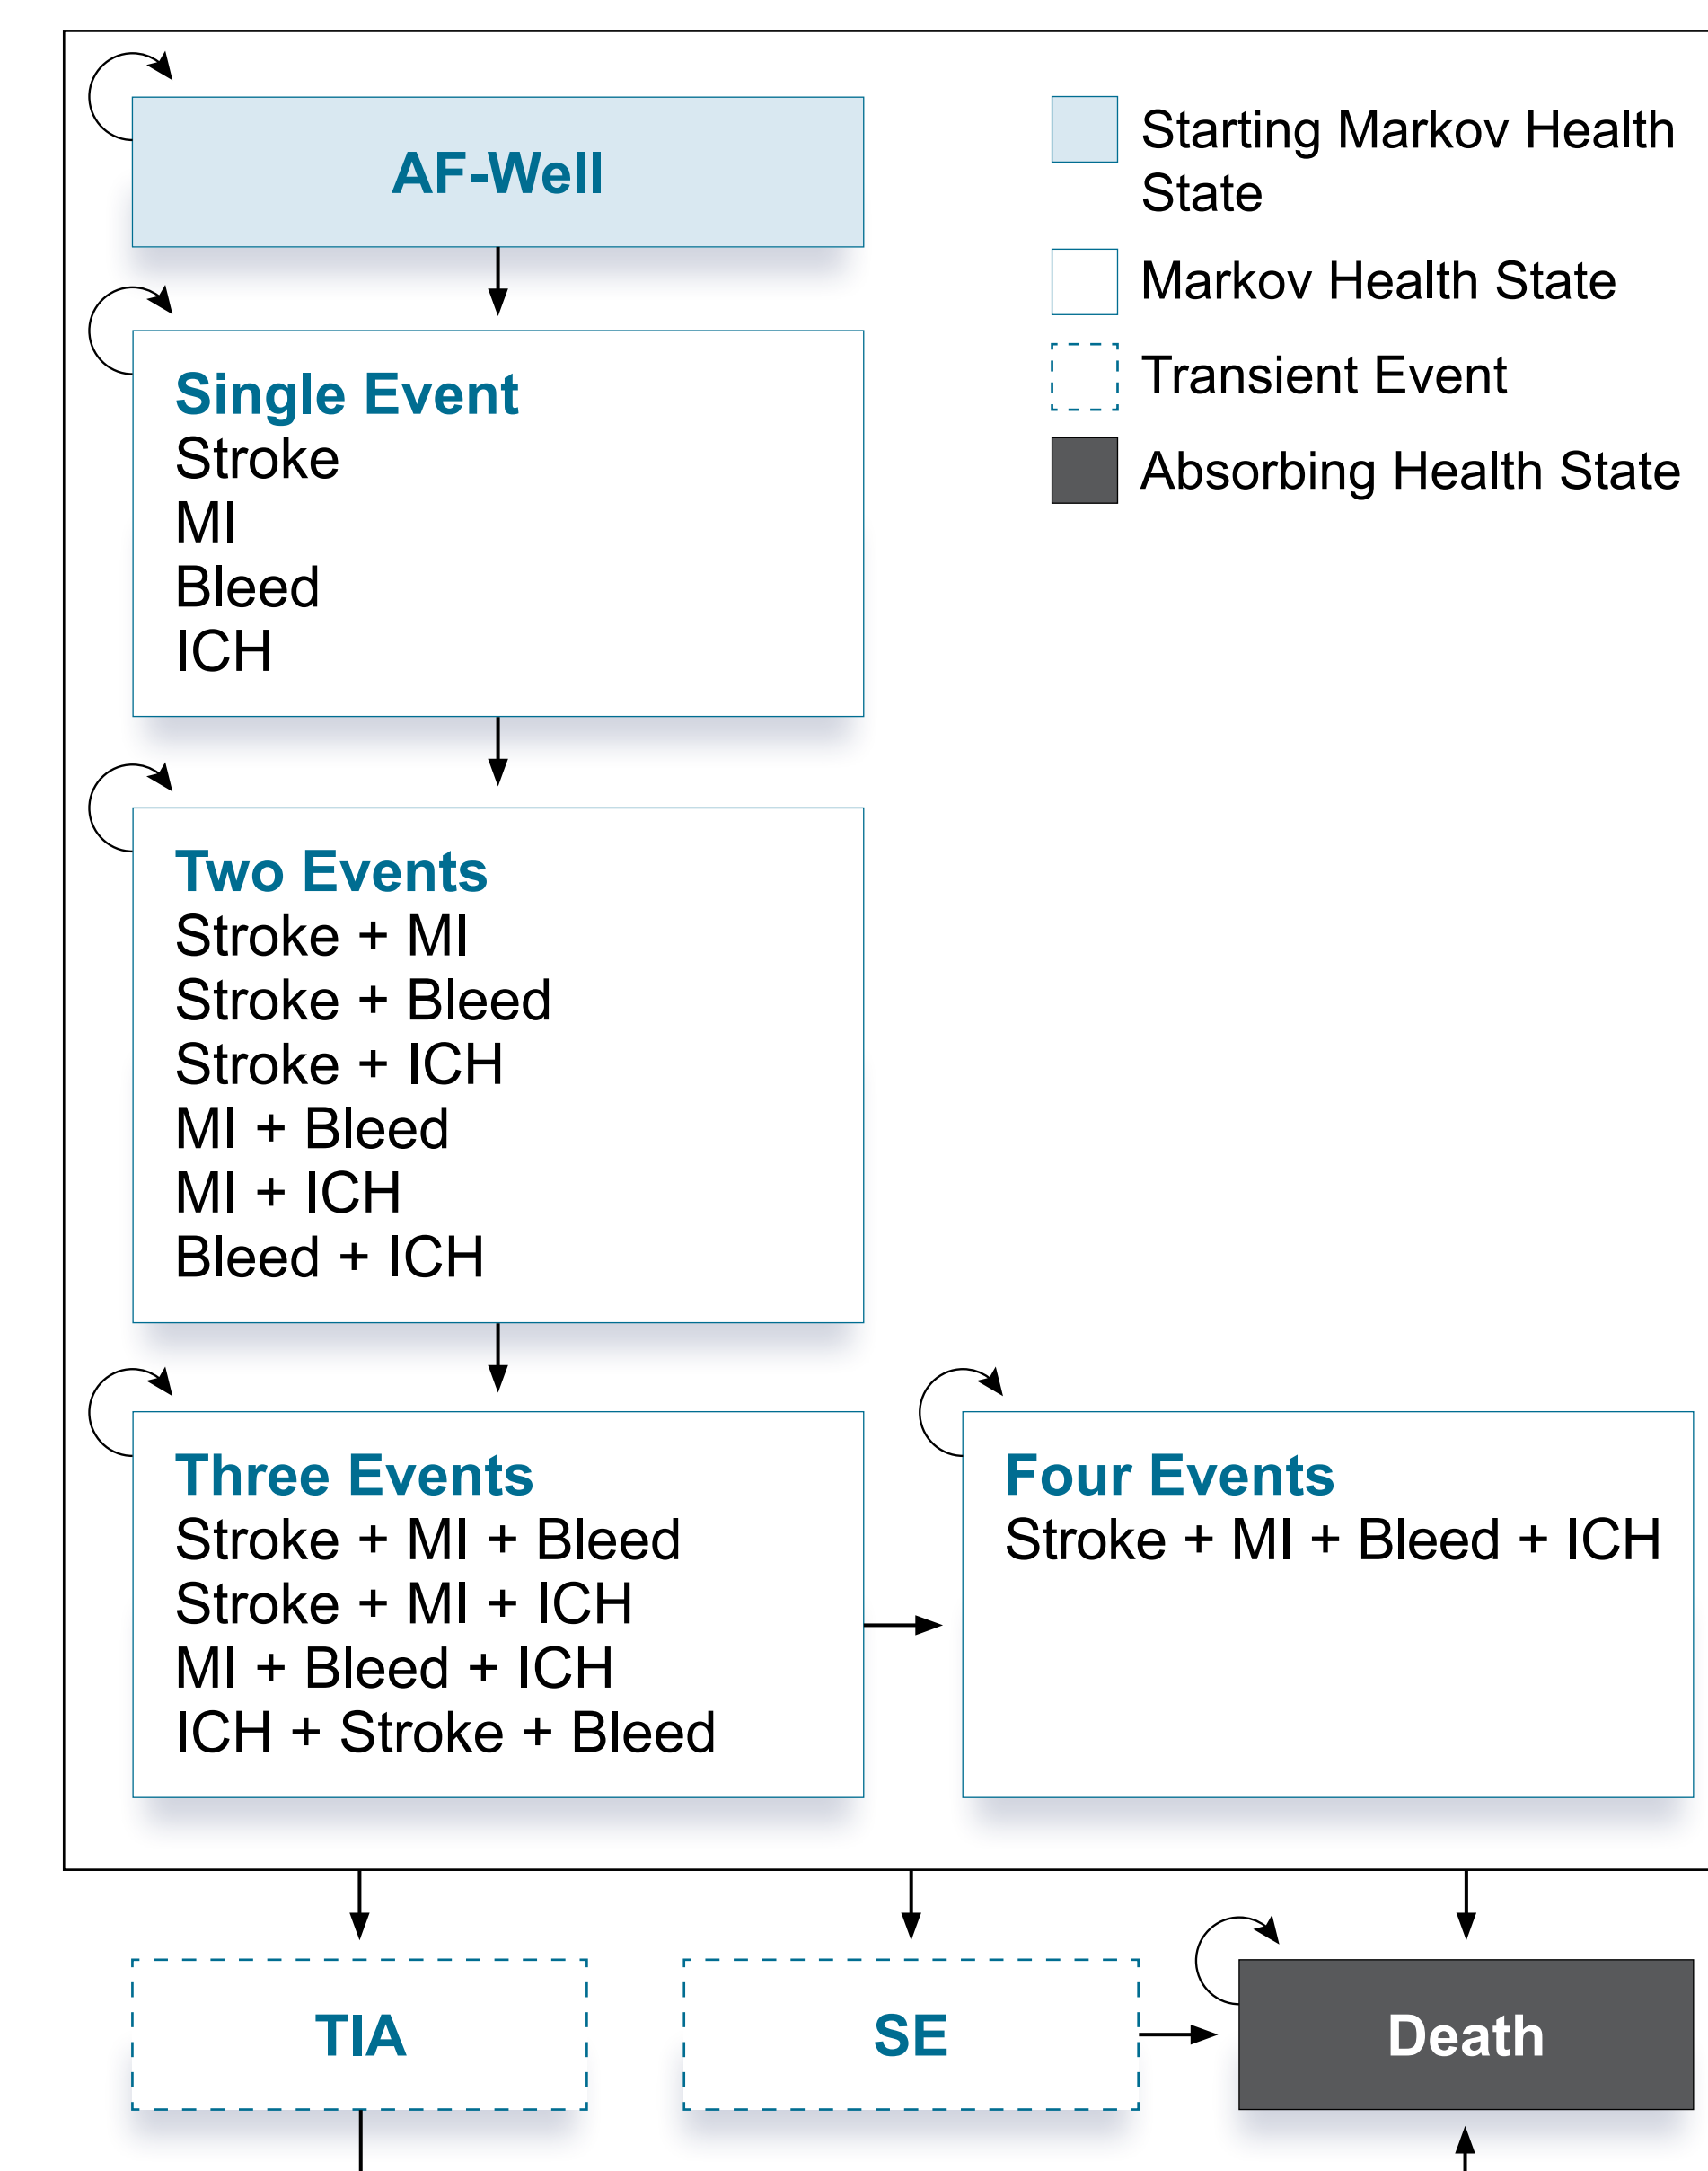 AF-Well
Starting Markov Health
State
Markov Health State
Transient Event
Absorbing Health State
Single Event
Stroke
MI
Bleed
ICH
Two Events
Stroke + MI
Stroke + Bleed
Stroke + ICH
MI + Bleed
MI + ICH
Bleed + ICH
Three Events
Stroke + MI + Bleed
Stroke + MI + ICH
MI + Bleed + ICH
ICH + Stroke + Bleed
Four Events
Stroke + MI + Bleed + ICH
TIA
SE
Death